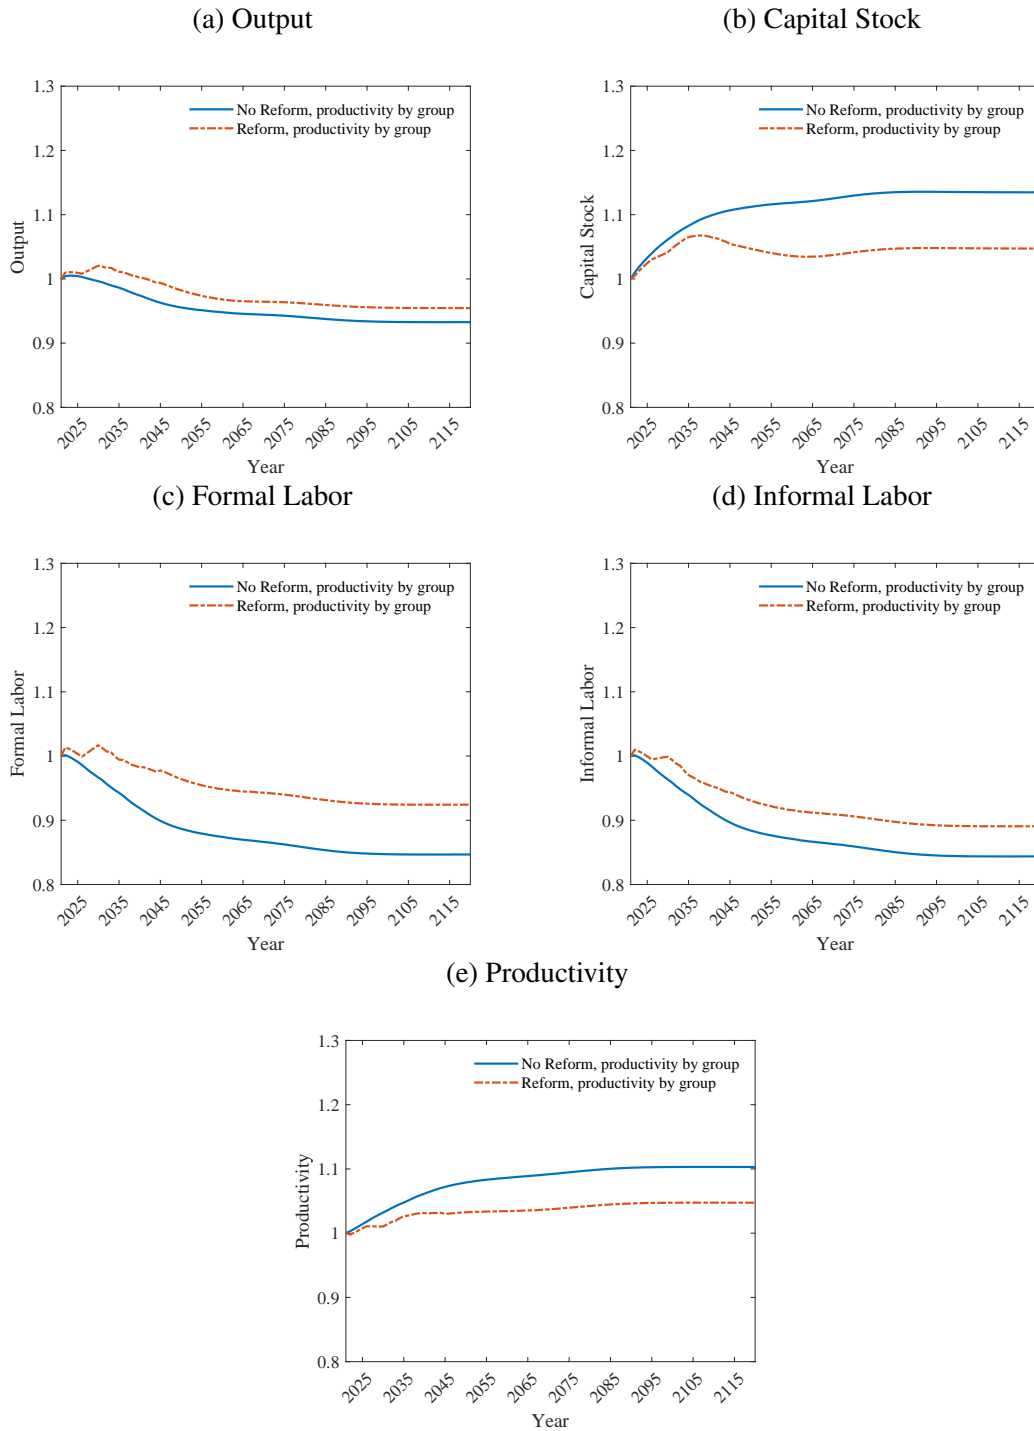 (a) Output
1.3
1.2
1.1
1
0.9
0.8
Output
No Reform, productivity by group
Reform, productivity by group
2025 2035 2045 2055 2065 2075 2085 2095 2105 2115
Year
(b) Capital Stock
1.3
1.2
1.1
1
0.9
0.8
Capital Stock
No Reform, productivity by group
Reform, productivity by group
2025 2035 2045 2055 2065 2075 2085 2095 2105 2115
Year
(c) Formal Labor
1.3
1.2
1.1
1
0.9
0.8
Formal Labor
No Reform, productivity by group
Reform, productivity by group
2025 2035 2045 2055 2065 2075 2085 2095 2105 2115
Year
(d) Informal Labor
1.3
1.2
1.1
1
0.9
0.8
Informal Labor
No Reform, productivity by group
Reform, productivity by group
2025 2035 2045 2055 2065 2075 2085 2095 2105 2115
Year
(e) Productivity
1.3
1.2
1.1
1
0.9
0.8
Productivity
No Reform, productivity by group
Reform, productivity by group
2025 2035 2045 2055 2065 2075 2085 2095 2105 2115
Year